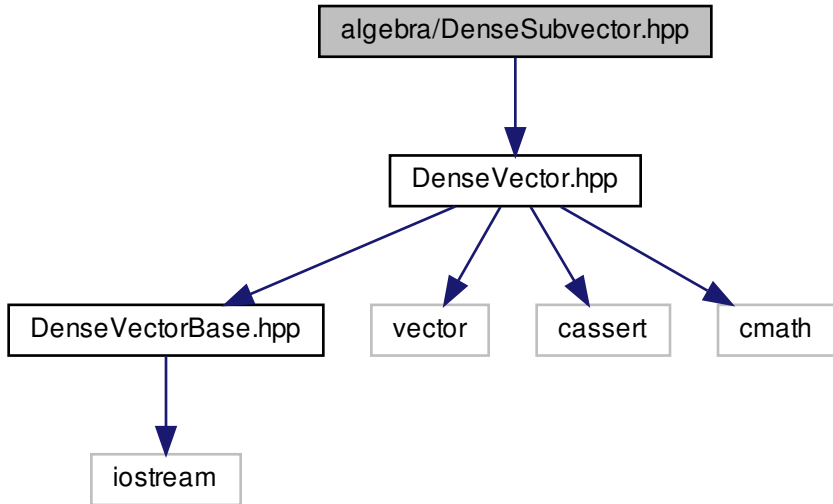 algebra/DenseSubvector.hpp
DenseVector.hpp
DenseVectorBase.hpp
vector
cassert
cmath
iostream